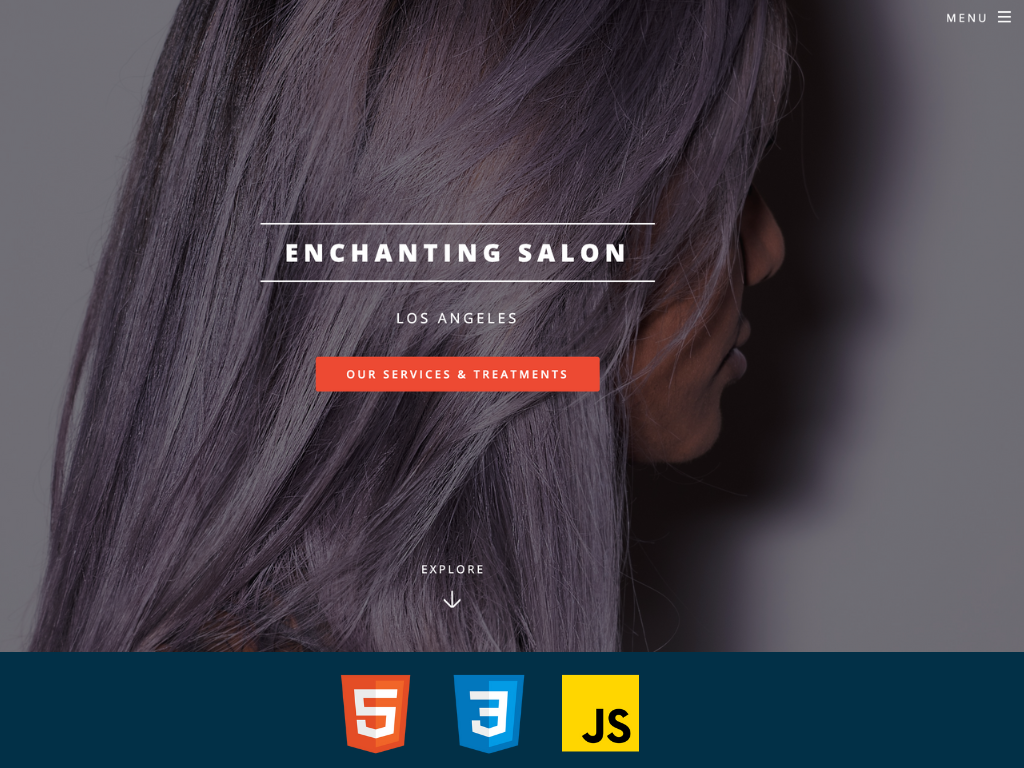 MENU
ENCHANTING SALON
LOS ANGELES
OUR SERVICES & TREATMENTS
EXPLORE
5
3
JS